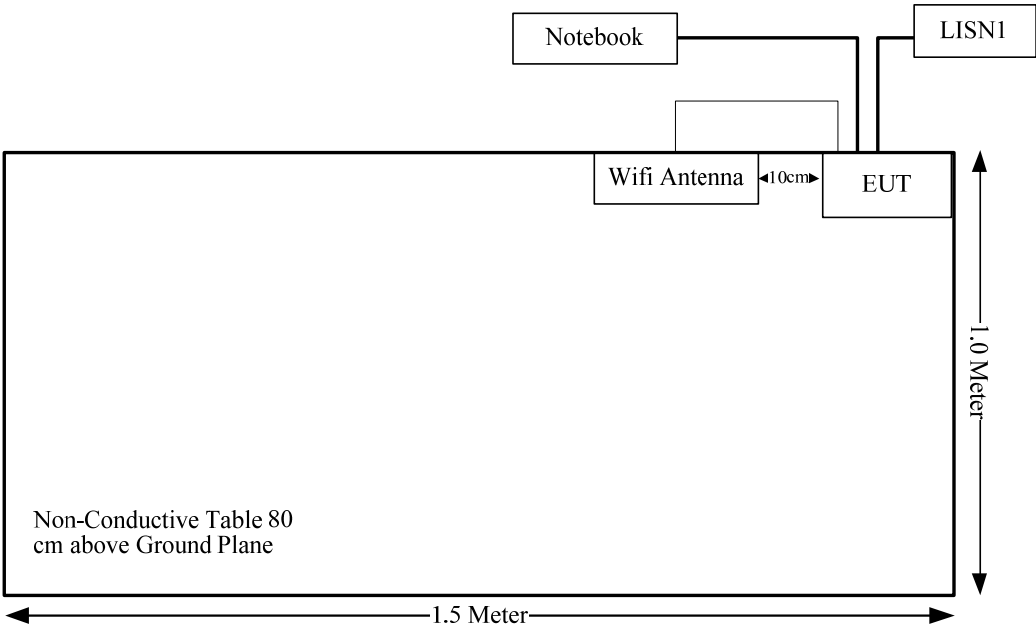 Notebook
LISN1
Wifi Antenna
10cm
EUT
1.0 Meter
Non-Conductive Table 80
cm above Ground Plane
1.5 Meter